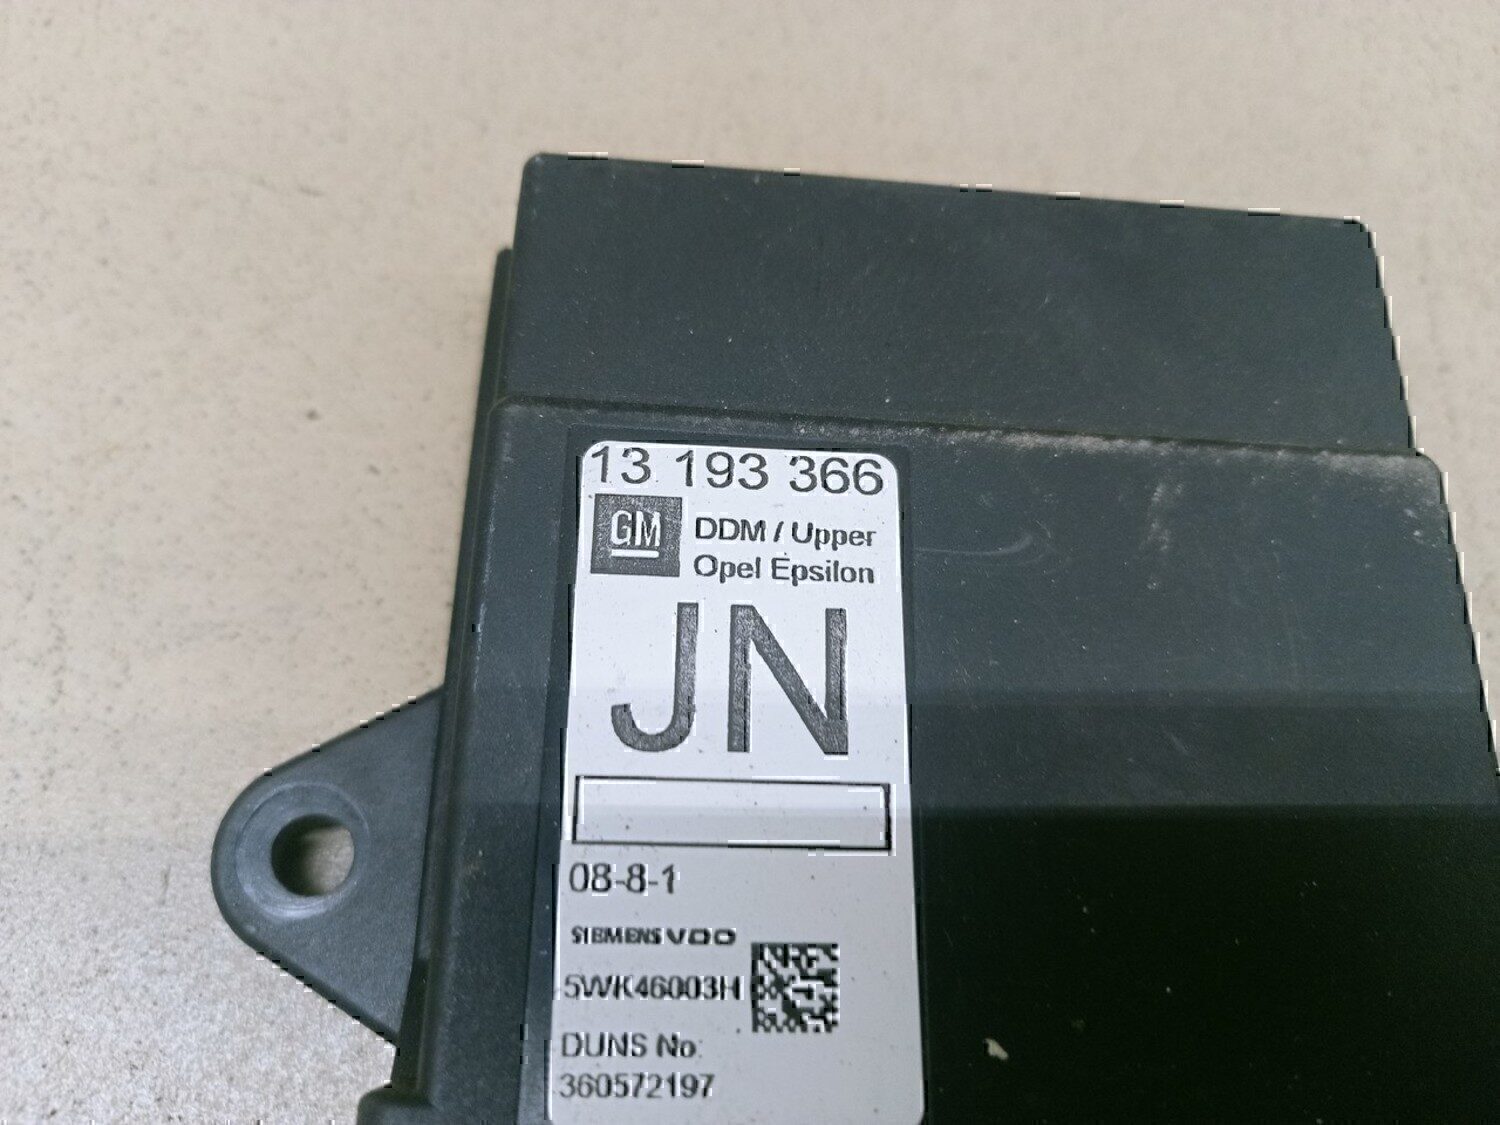 13 193 366
GM
DDM / Upper
Opel Epsilon
JN
08-8-1
SIEMENS VDO
5WK46003H
DUNS No:
360572197